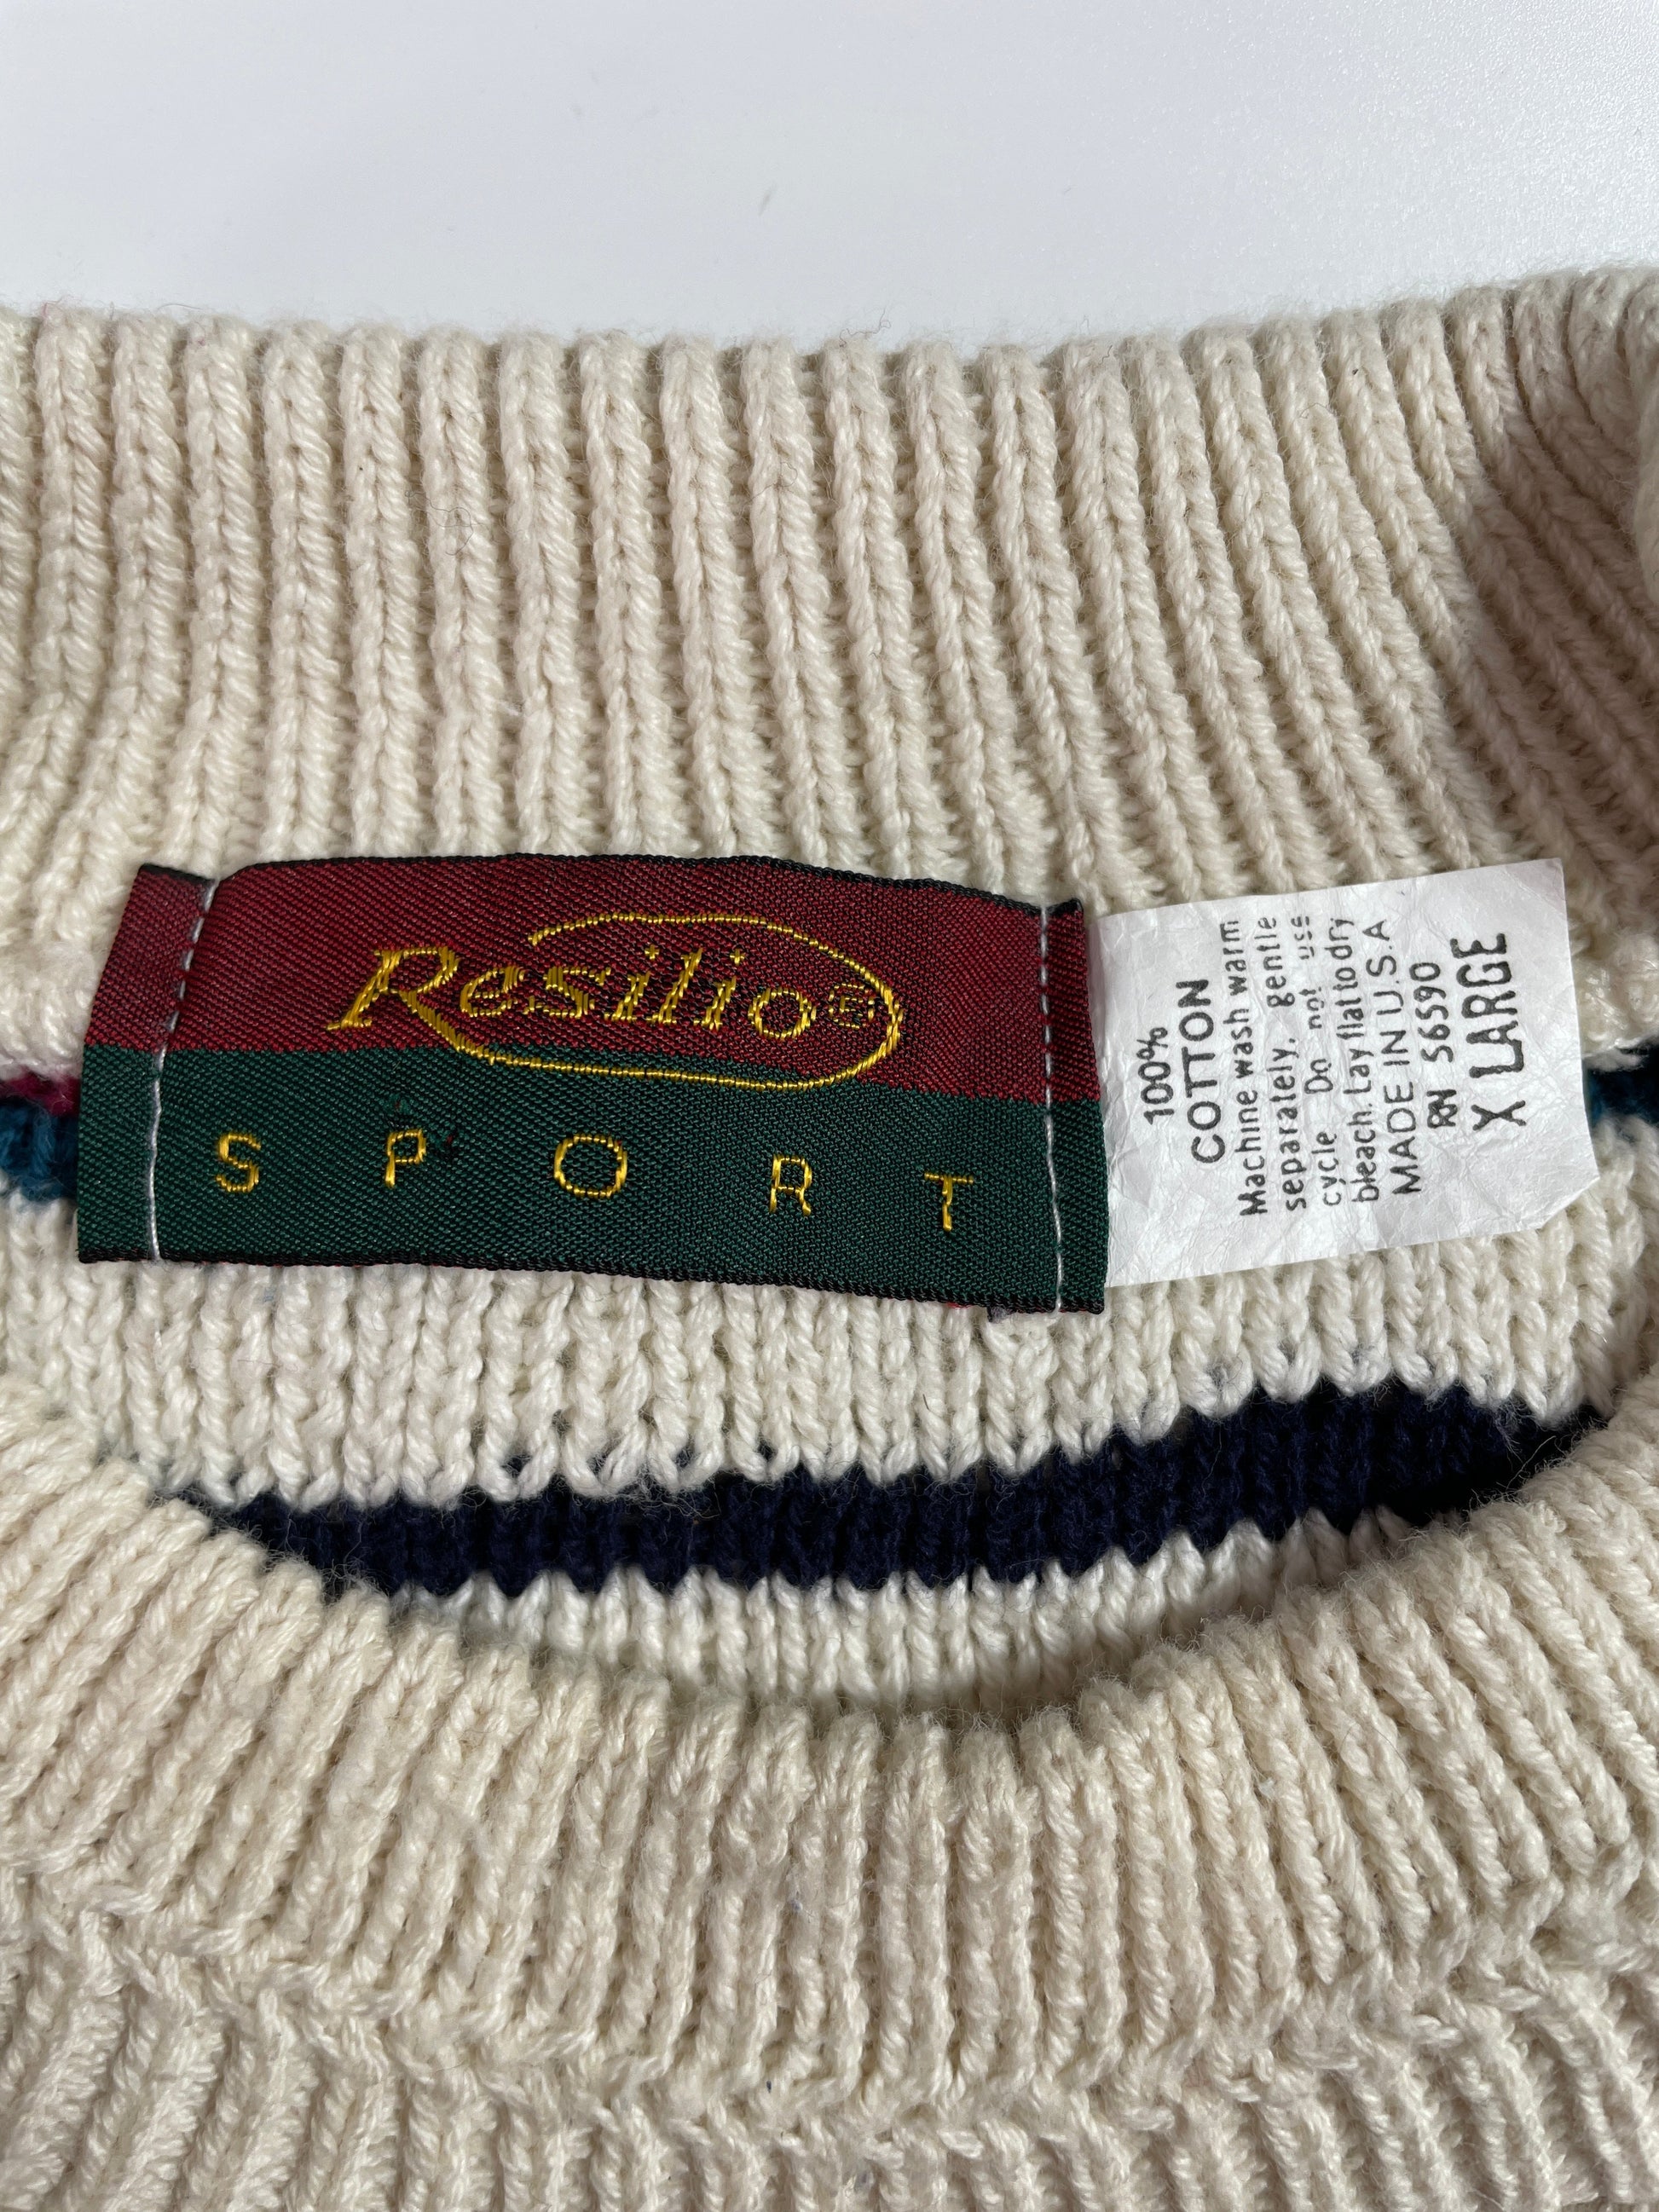 Resilio®
SPORT
100%
COTTON
Machine wash warm
separately. gentle
cycle Do not use
bleach. Lay flat to dry
MADE IN U.S.A
RN 56590
X LARGE